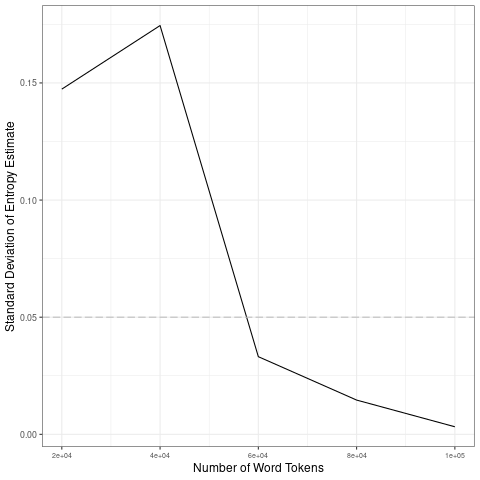 Standard Deviation of Entropy Estimate
0.15
0.10
0.05
0.00
2e+04 4e+04 6e+04 8e+04 1e+05
Number of Word Tokens